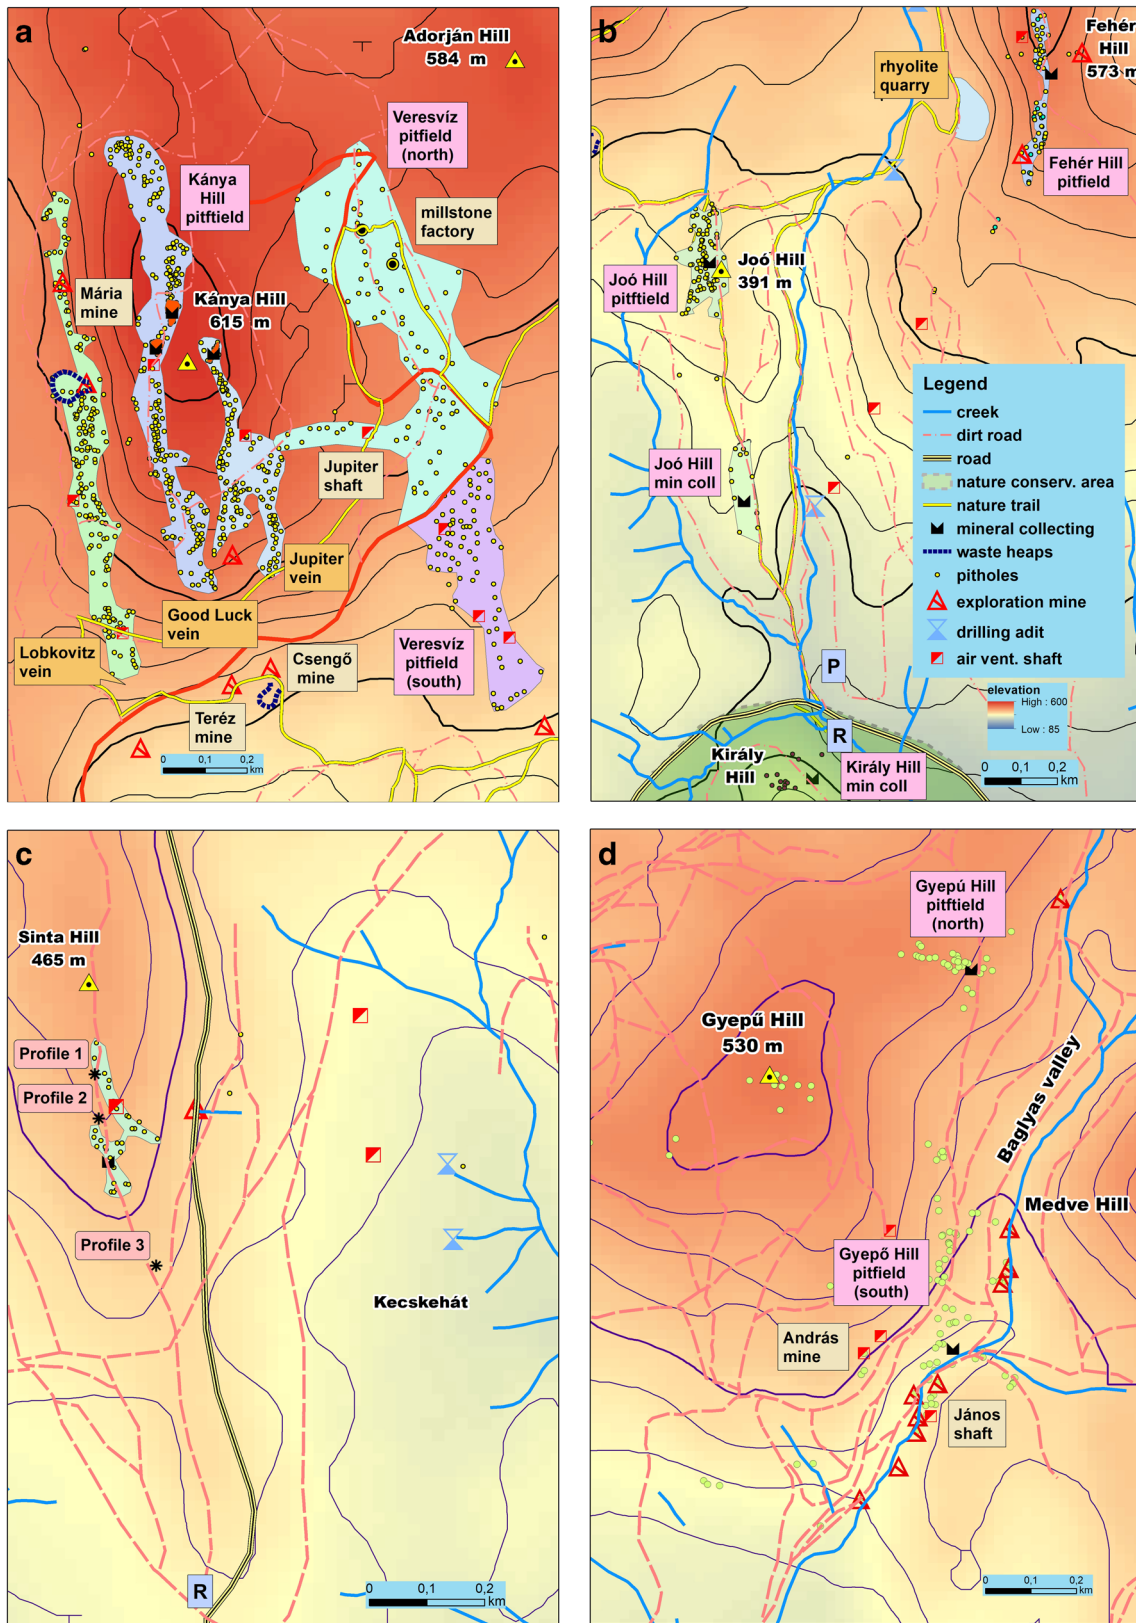 a
Adorján Hill
584 m
Veresvíz
pitfield
(north)
Kánya
Hill
pitftield
millstone
factory
Mária
mine
Kánya Hill
615 m
Jupiter
shaft
Jupiter
vein
Good Luck
vein
Lobkovitz
vein
Csengő
mine
Veresvíz
pitfield
(south)
Teréz
mine
0 0,1 0,2
km
b
rhyolite
quarry
Fehér
Hill
573 m
Fehér Hill
pitfield
Joó Hill
391 m
Joó Hill
pitftield
Joó Hill
min coll
Legend
creek
dirt road
road
nature conserv. area
nature trail
mineral collecting
waste heaps
pitholes
exploration mine
drilling adit
air vent. shaft
elevation
High : 600
Low : 85
P
R
Király
Hill
Király Hill
min coll
0 0,1 0,2
km
c
Sinta Hill
465 m
Profile 1
Profile 2
Profile 3
Kecskehát
R
0 0,1 0,2
km
d
Gyepú Hill
pitftield
(north)
Gyepű Hill
530 m
Baglyas valley
Medve Hill
Gyepő Hill
pitfield
(south)
András
mine
János
shaft
0 0,1 0,2
km